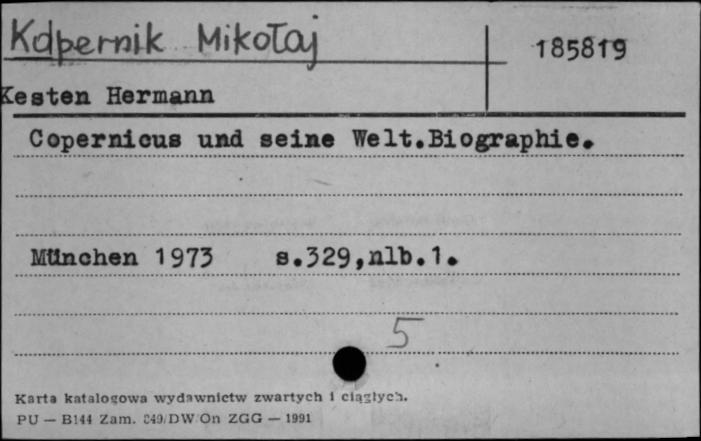 Kopernik Mikołaj
185819
Kesten Hermann
Copernicus und seine Welt.Biographie.
München 1973 s.329,nlb.1.
5
Karta katalogowa wydawnictw zwartych i ciągłych.
PU — B144 Zam. 349/DW/On ZGG — 1991